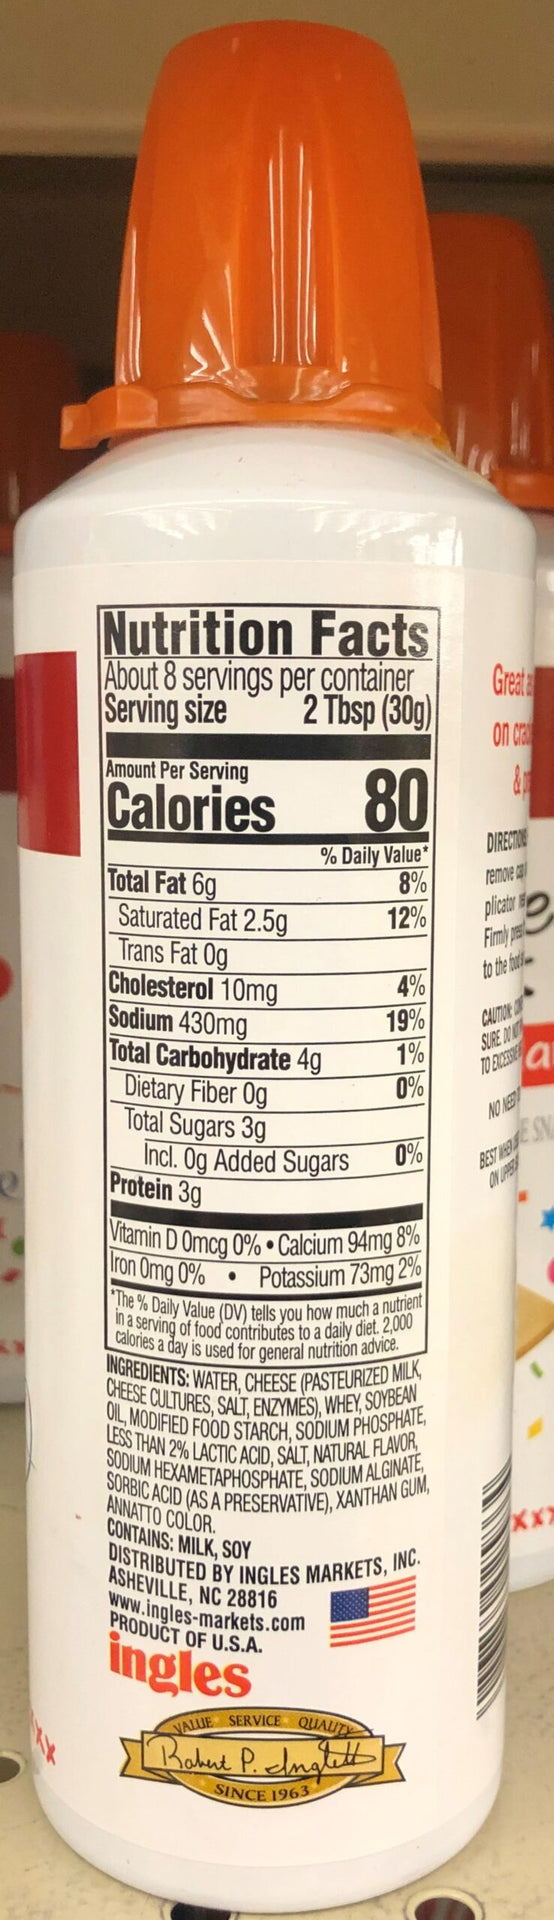 Nutrition Facts
About 8 servings per container
Serving size 2 Tbsp (30g)
Amount Per Serving
Calories 80
% Daily Value*
Total Fat 6g 8%
Saturated Fat 2.5g 12%
Trans Fat 0g
Cholesterol 10mg 4%
Sodium 430mg 19%
Total Carbohydrate 4g 1%
Dietary Fiber 0g 0%
Total Sugars 3g
Incl. 0g Added Sugars 0%
Protein 3g
Vitamin D 0mcg 0% • Calcium 94mg 8%
Iron 0mg 0% • Potassium 73mg 2%
*The % Daily Value (DV) tells you how much a nutrient
in a serving of food contributes to a daily diet. 2,000
calories a day is used for general nutrition advice.
INGREDIENTS: WATER, CHEESE (PASTEURIZED MILK,
CHEESE CULTURES, SALT, ENZYMES), WHEY, SOYBEAN
OIL, MODIFIED FOOD STARCH, SODIUM PHOSPHATE,
LESS THAN 2% LACTIC ACID, SALT, NATURAL FLAVOR,
SODIUM HEXAMETAPHOSPHATE, SODIUM ALGINATE,
SORBIC ACID (AS A PRESERVATIVE), XANTHAN GUM,
ANNATTO COLOR.
CONTAINS: MILK, SOY
DISTRIBUTED BY INGLES MARKETS, INC.
ASHEVILLE, NC 28816
www.ingles-markets.com
PRODUCT OF U.S.A.
ingles
VALUE SERVICE QUALITY
Robert P. Ingle
SINCE 1963
Great
on
&
remove
Firmly
to the
CAUTION:
SURE. DO
NO NEED
BEST WHEN
ON UPPER